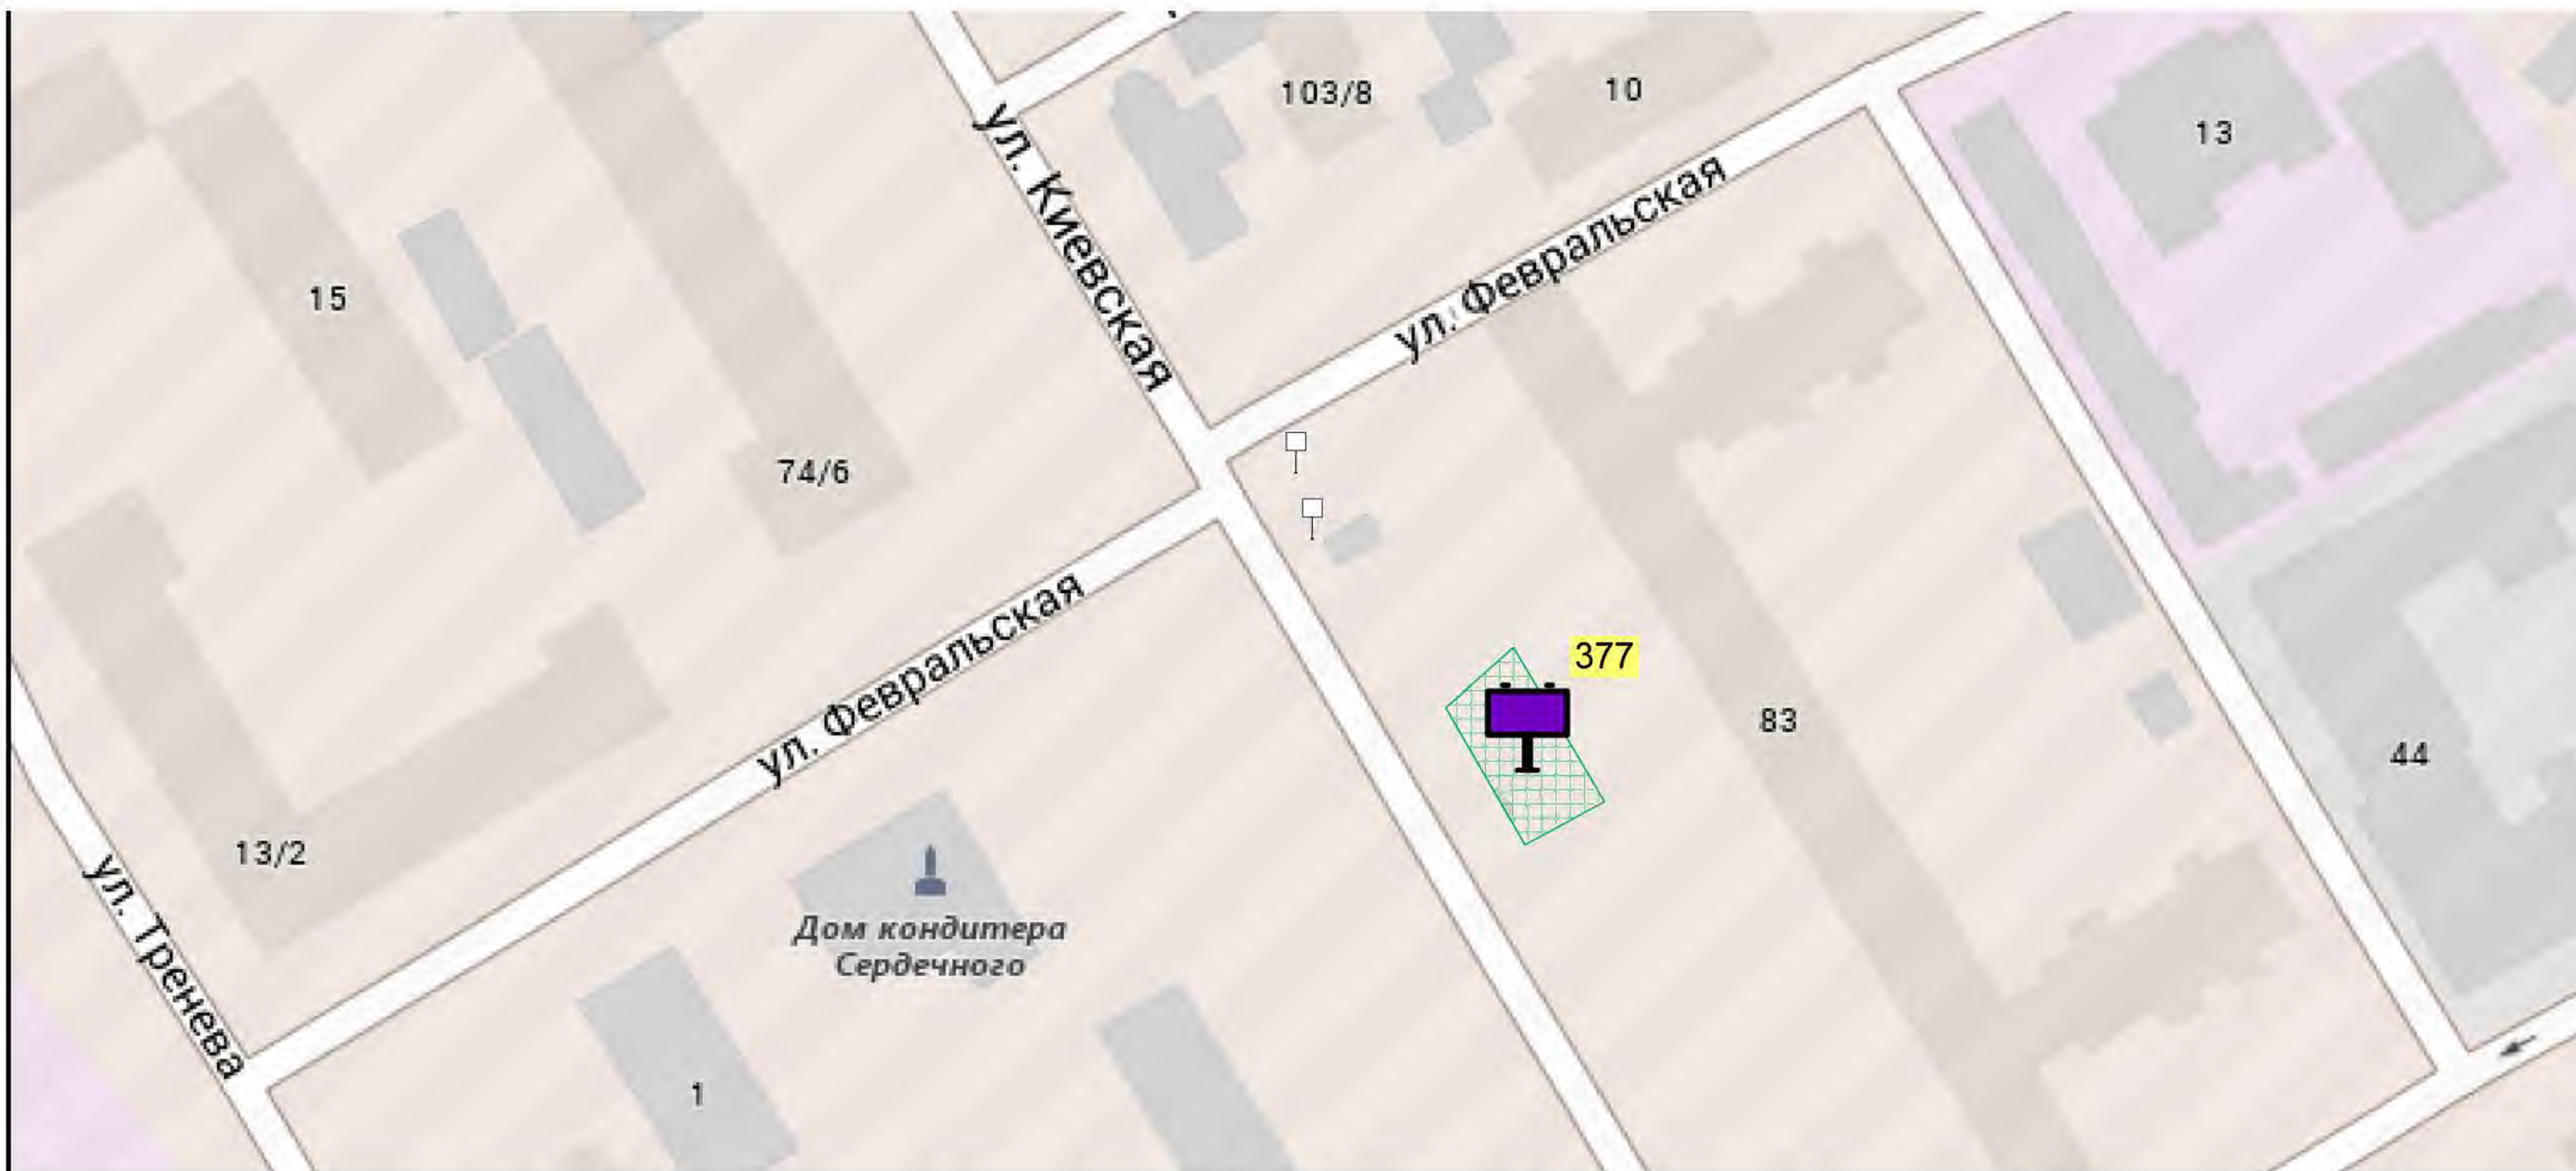 103/8
10
13
ул. Киевская
ул. Февральская
15
74/6
ул. Февральская
377
83
44
13/2
ул. Тренева
Дом кондитера
Сердечного
1